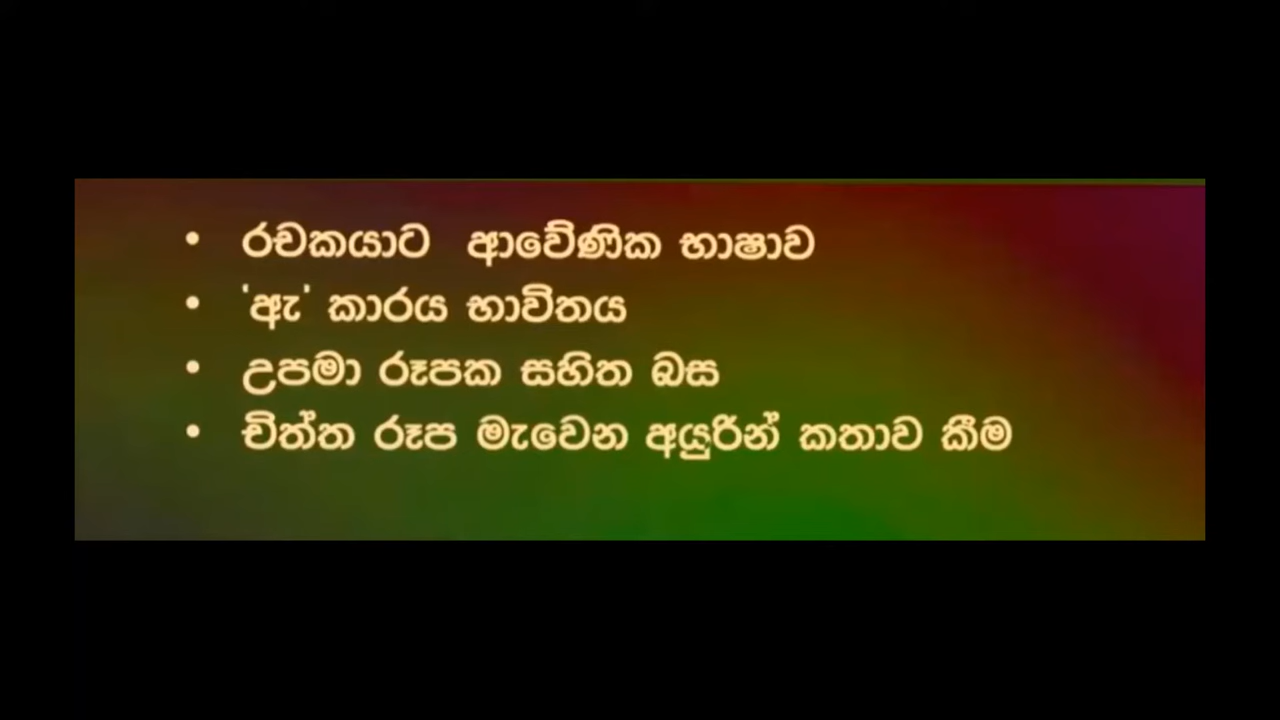 • රචකයාට ආවේණික භාෂාව
• 'ඇ' කාරය භාවිතය
• උපමා රූපක සහිත බස
• චිත්ත රූප මැවෙන අයුරින් කතාව කීම